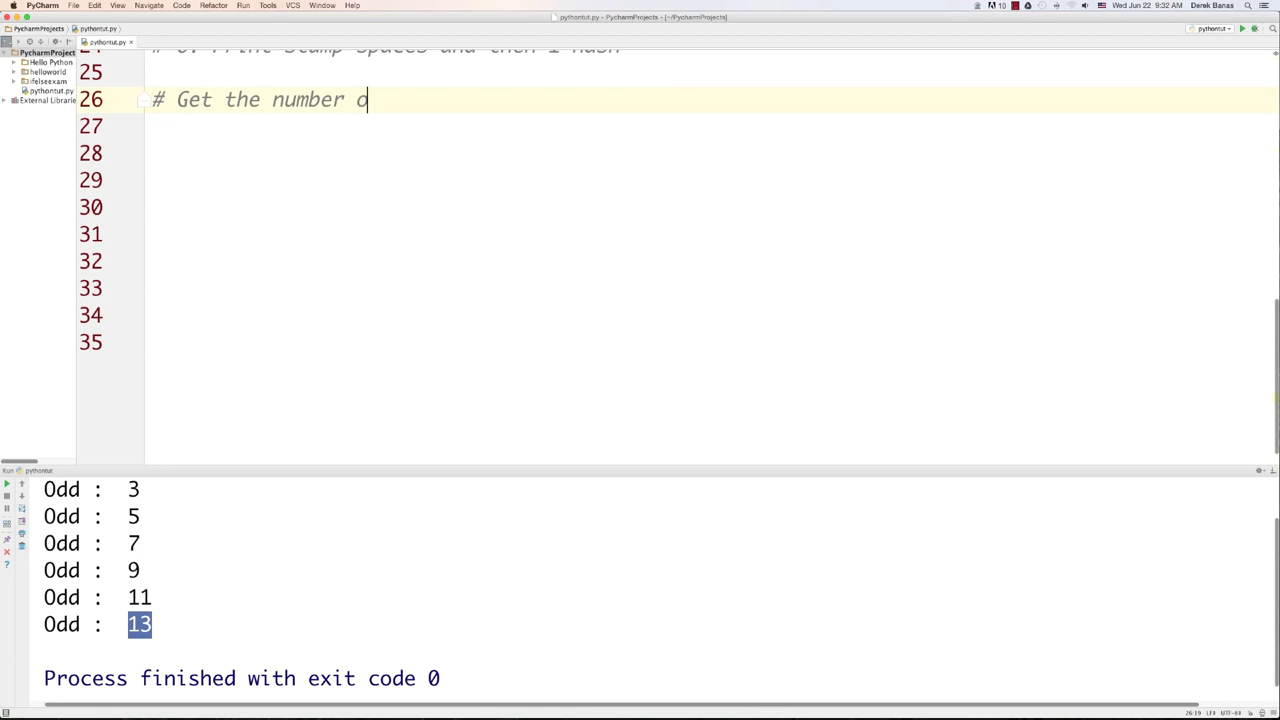 PyCharm File Edit View Navigate Code Refactor Run Tools VCS Window Help 10 Wed Jun 22 9:32 AM Derek Banas
pythontut.py - PycharmProjects - [~/PycharmProjects]
PycharmProjects pythontut.py pythontut
pythontut.py
PycharmProject
Hello Python
helloworld
ifelseexam
pythontut.py
External Librarie
24 # 6. Print stump spaces and then 1 hash
25
26 # Get the number o
27
28
29
30
31
32
33
34
35
Run pythontut
Odd : 3
Odd : 5
Odd : 7
Odd : 9
Odd : 11
Odd : 13
Process finished with exit code 0
26:19 LF÷ UTF-8÷